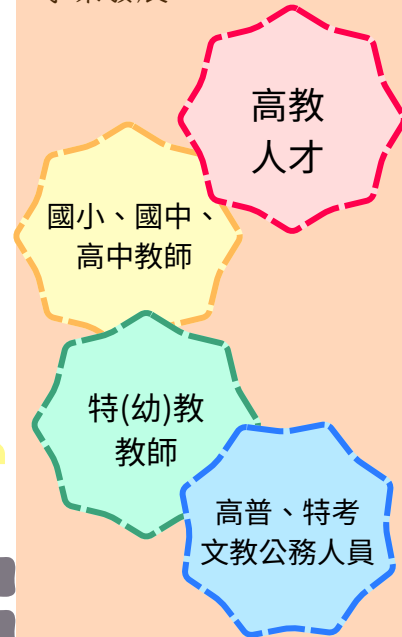 高教
人才
國小、國中、
高中教師
特(幼)教
教師
高普、特考
文教公務人員